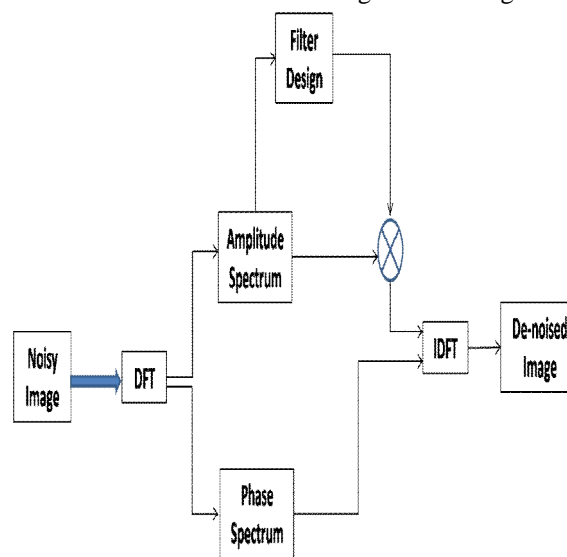 Filter
Design
Amplitude
Spectrum
Noisy
Image
DFT
IDFT
De-noised
Image
Phase
Spectrum